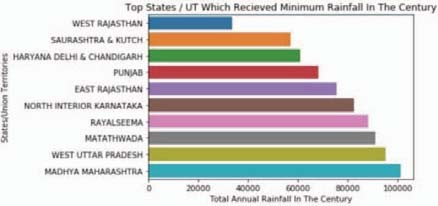 Top States / UT Which Recieved Minimum Rainfall In The Century
States/Union Territories
WEST RAJASTHAN
SAURASHTRA & KUTCH
HARYANA DELHI & CHANDIGARH
PUNJAB
EAST RAJASTHAN
NORTH INTERIOR KARNATAKA
RAYALSEEMA
MATATHWADA
WEST UTTAR PRADESH
MADHYA MAHARASHTRA
0 20000 40000 60000 80000 100000
Total Annual Rainfall In The Century